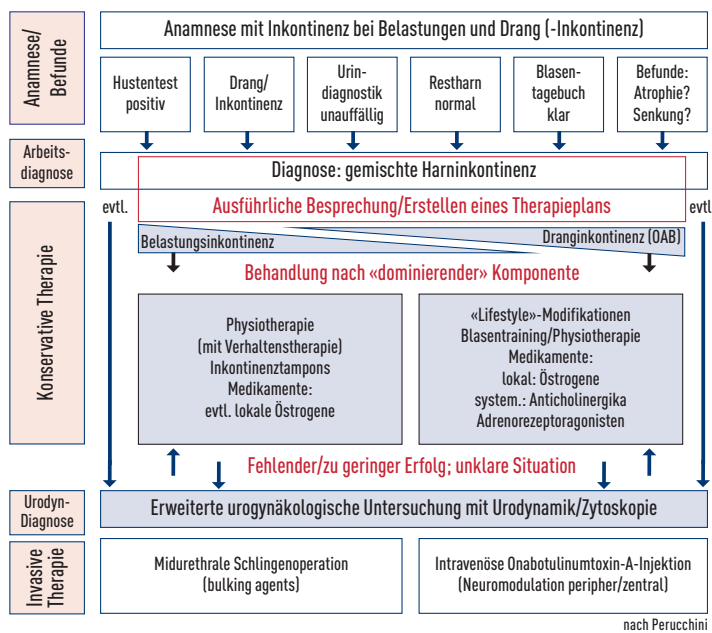 Anamnese/
Befunde
Anamnese mit Inkontinenz bei Belastungen und Drang (-Inkontinenz)
Hustentest
positiv
Drang/
Inkontinenz
Urin-
diagnostik
unauffällig
Restharn
normal
Blasen-
tagebuch
klar
Befunde:
Atrophie?
Senkung?
Arbeits-
diagnose
Diagnose: gemischte Harninkontinenz
Konservative Therapie
evtl.
Ausführliche Besprechung/Erstellen eines Therapieplans
evtl
Belastungsinkontinenz
Dranginkontinenz (OAB)
Behandlung nach «dominierender» Komponente
Physiotherapie
(mit Verhaltenstherapie)
Inkontinenztampons
Medikamente:
evtl. lokale Östrogene
«Lifestyle»-Modifikationen
Blasentraining/Physiotherapie
Medikamente:
lokal: Östrogene
system.: Anticholinergika
Adrenorezeptoragonisten
Fehlender/zu geringer Erfolg; unklare Situation
Urodyn-
Diagnose
Erweiterte urogynäkologische Untersuchung mit Urodynamik/Zytoskopie
Invasive
Therapie
Midurethrale Schlingenoperation
(bulking agents)
Intravenöse Onabotulinumtoxin-A-Injektion
(Neuromodulation peripher/zentral)
nach Perucchini